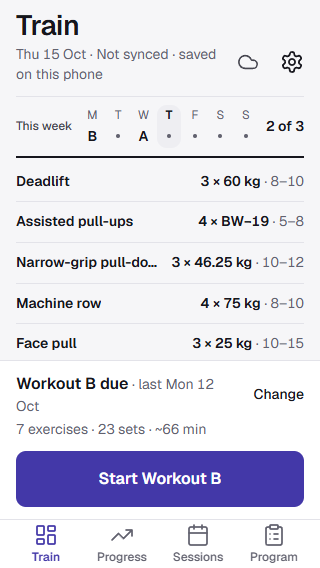 Train
Thu 15 Oct · Not synced · saved
on this phone
This week
M T W T F S S
B • A • • • •
2 of 3
Deadlift 3 × 60 kg · 8–10
Assisted pull-ups 4 × BW−19 · 5–8
Narrow-grip pull-do... 3 × 46.25 kg · 10–12
Machine row 4 × 75 kg · 8–10
Face pull 3 × 25 kg · 10–15
Workout B due · last Mon 12
Oct
Change
7 exercises · 23 sets · ~66 min
Start Workout B
Train Progress Sessions Program